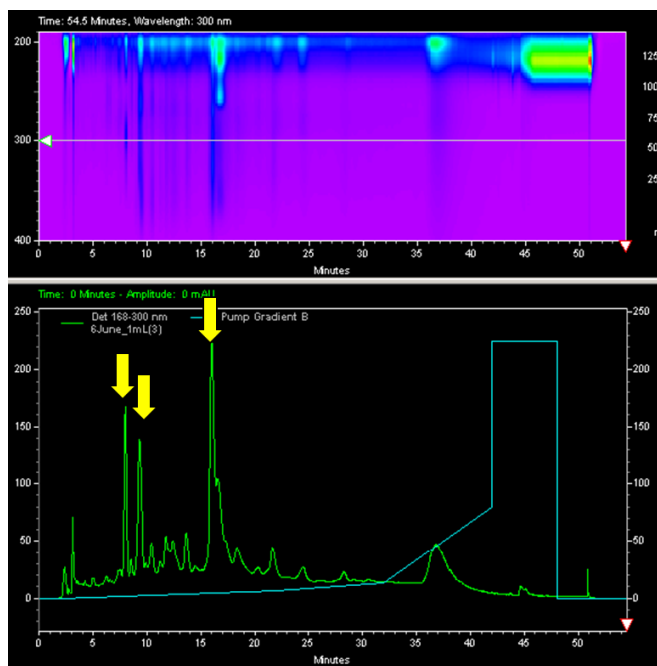 Time: 54.5 Minutes, Wavelength: 300 nm
200
300
400
125
100
75
50
25
0 5 10 15 20 25 30 35 40 45 50
Minutes
Time: 0 Minutes - Amplitude: 0 mAU
Det 168-300 nm
6June_1mL(3)
Pump Gradient B
250 250
200 200
150 150
100 100
50 50
0 0
0 5 10 15 20 25 30 35 40 45 50
Minutes